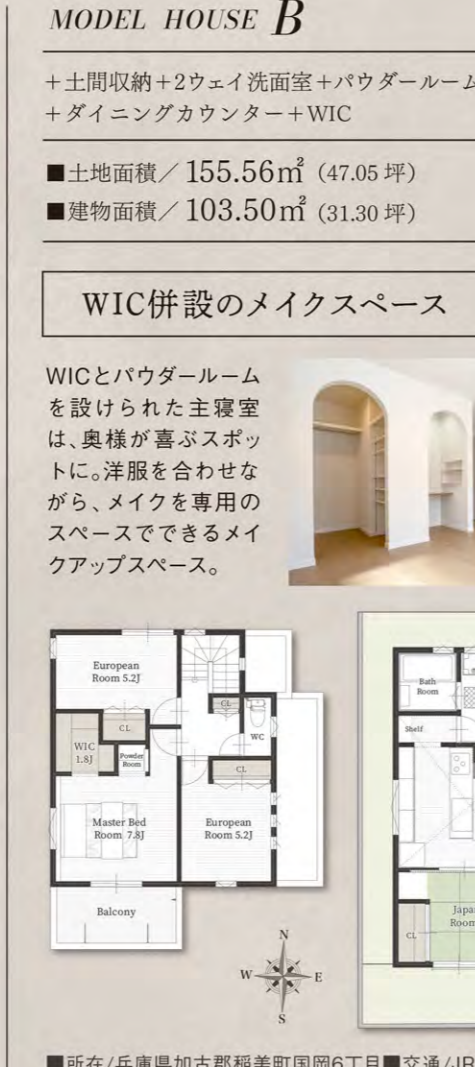 MODEL HOUSE B
+土間収納+2ウェイ洗面室+パウダールーム
+ダイニングカウンター+WIC
■土地面積／155.56㎡（47.05 坪）
■建物面積／103.50㎡（31.30 坪）
WIC併設のメイクスペース
WICとパウダールーム
を設けられた主寝室
は、奥様が喜ぶスポッ
トに。洋服を合わせな
がら、メイクを専用の
スペースでできるメイ
クアップスペース。
European
Room 5.2J
CL
CL
WC
WIC
1.8J
Powder
Room
CL
Master Bed
Room 7.8J
European
Room 5.2J
Balcony
Bath
Room
Shelf
Japa
Room
CL
N
W
E
S
■所在/兵庫県加古郡稲美町国岡6丁目■交通/JR